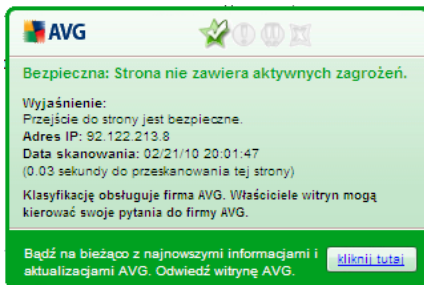 AVG
Bezpieczna: Strona nie zawiera aktywnych zagrożeń.
Wyjaśnienie:
Przejście do strony jest bezpieczne.
Adres IP: 92.122.213.8
Data skanowania: 02/21/10 20:01:47
(0.03 sekundy do przeskanowania tej strony)
Klasyfikację obsługuje firma AVG. Właściciele witryn mogą
kierować swoje pytania do firmy AVG.
Bądź na bieżąco z najnowszymi informacjami i
aktualizacjami AVG. Odwiedź witrynę AVG.
kliknij tutaj